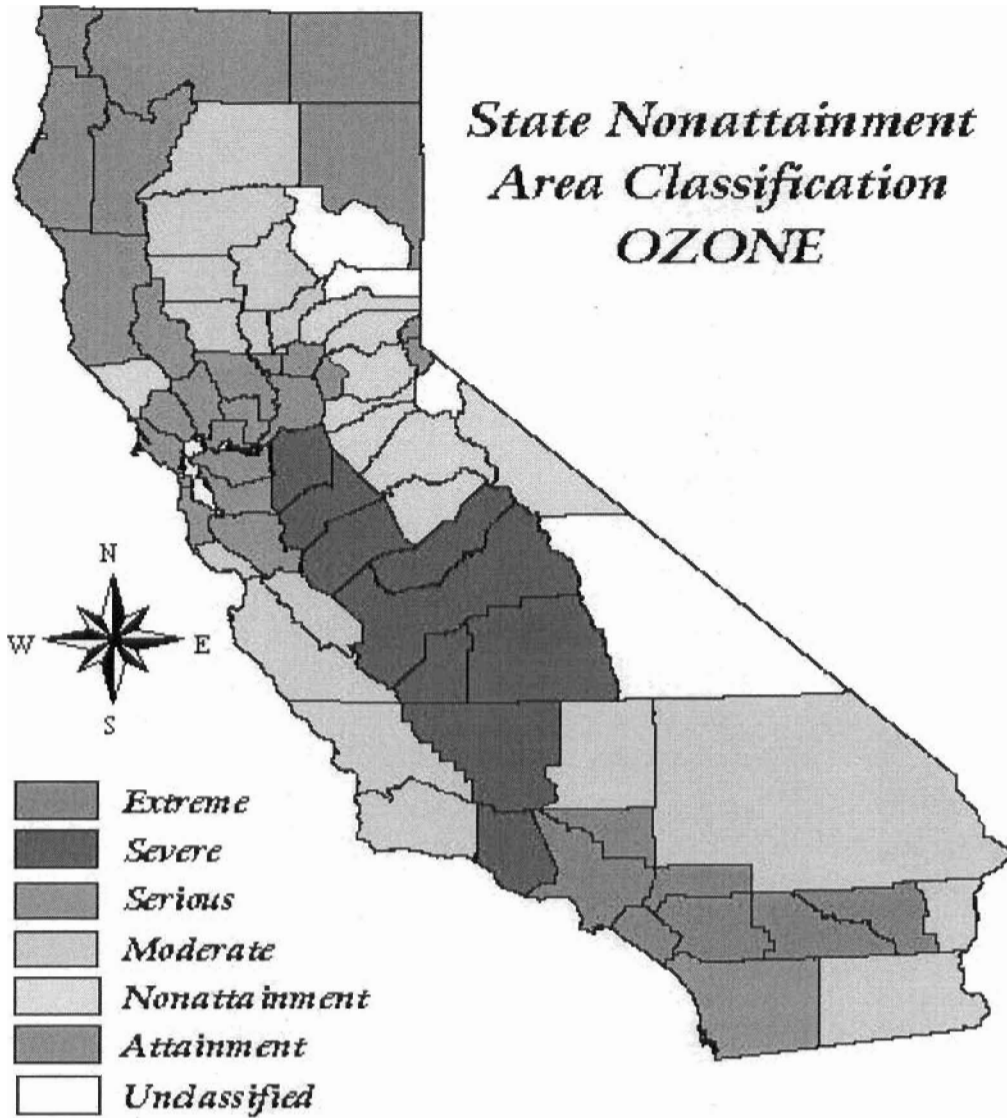 State Nonattainment
Area Classification
OZONE
N
W E
S
Extreme
Severe
Serious
Moderate
Nonattainment
Attainment
Unclassified